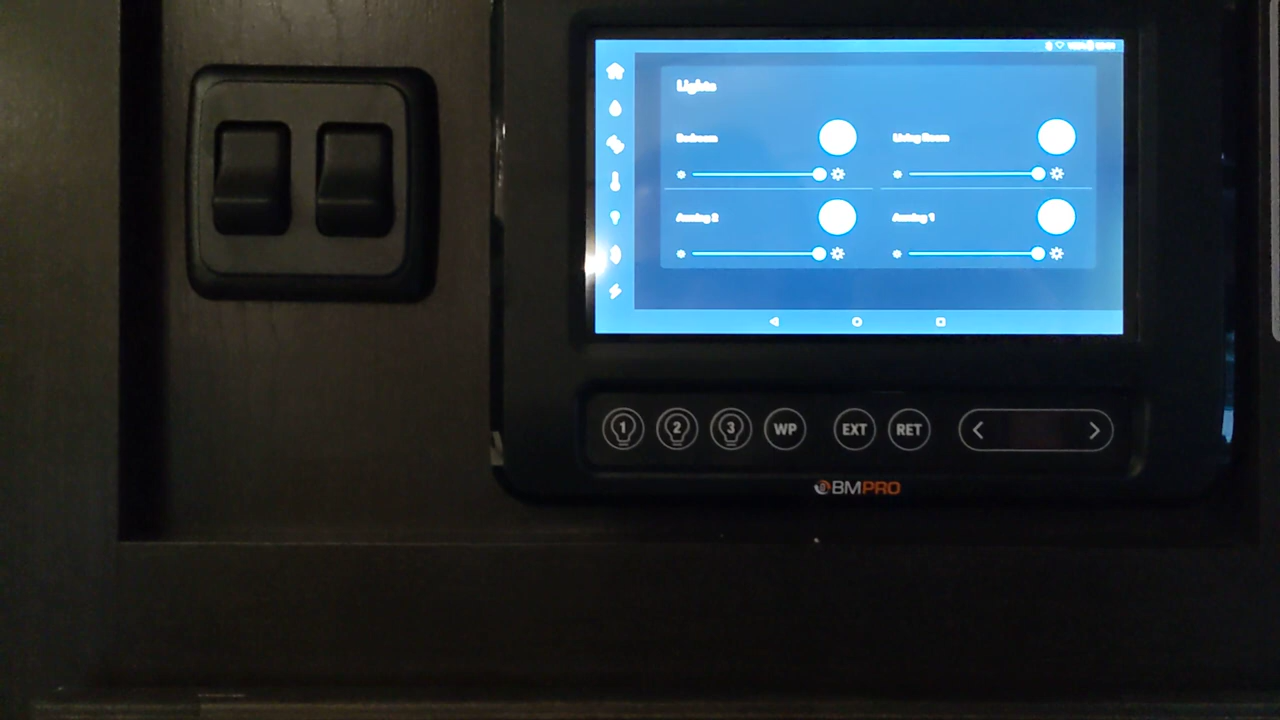 Lights
Bedroom
Living Room
Awning 2
Awning 1
1 2 3 WP EXT RET
BMPRO